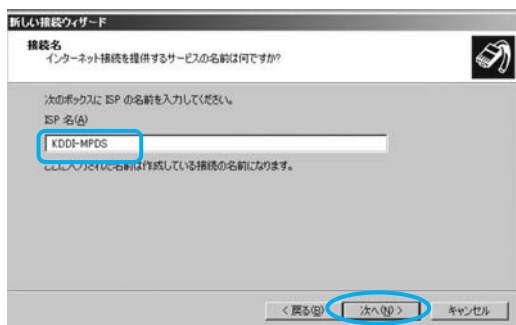 新しい接続ウィザード
接続名
インターネット接続を提供するサービスの名前は何ですか?
次のボックスに ISP の名前を入力してください。
ISP 名(A)
KDDI-MPDS
ここに入力された名前は作成している接続の名前になります。
< 戻る(B)
次へ(N) >
キャンセル